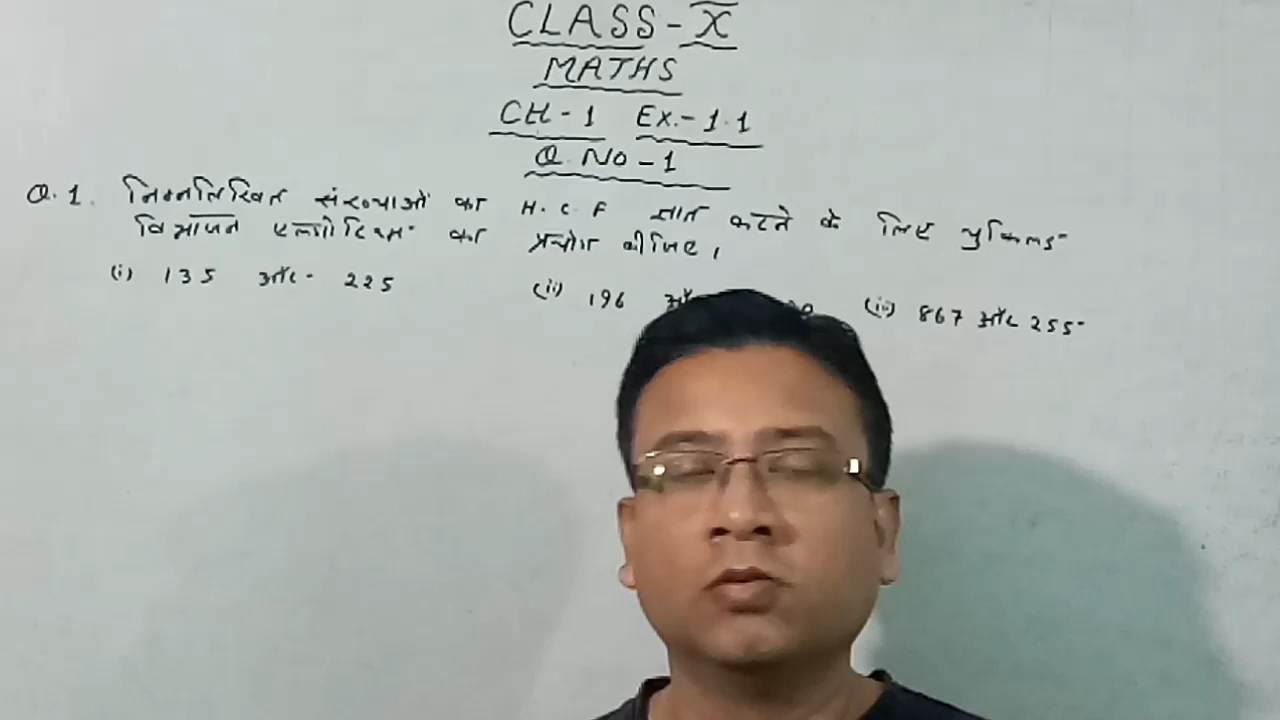 CLASS-X
MATHS
CH-1 Ex.-1.1
Q.No-1
Q.1. निम्नलिखित संख्याओं का H.C.F ज्ञात करने के लिए युक्लिड
विभाजन एल्गोरिथ्म का प्रयोग कीजिए।
(i) 135 और 225 (ii) 196 (iii) 867 और 255